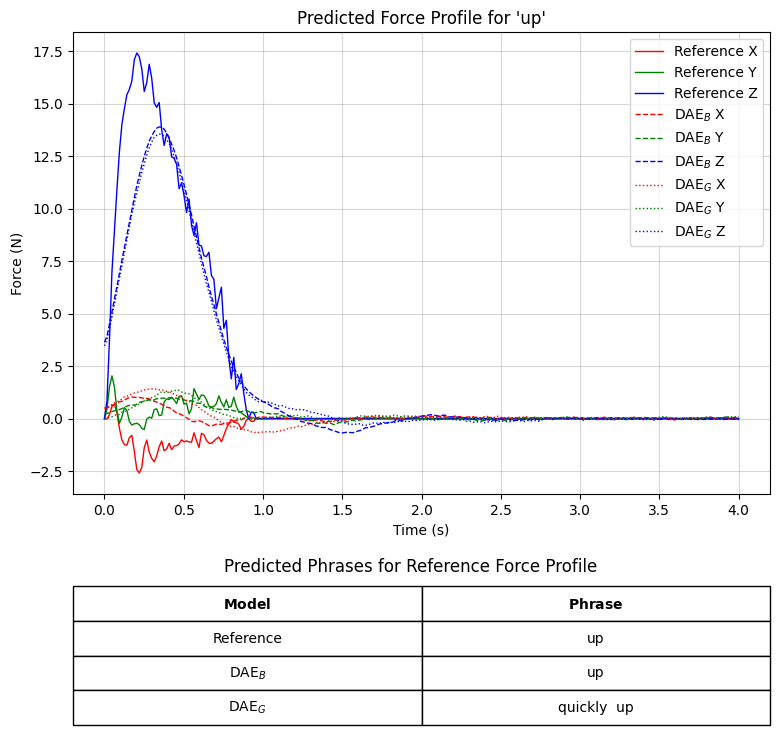 Predicted Force Profile for 'up'
17.5
15.0
12.5
10.0
7.5
5.0
2.5
0.0
−2.5
Force (N)
Reference X
Reference Y
Reference Z
DAE_B X
DAE_B Y
DAE_B Z
DAE_G X
DAE_G Y
DAE_G Z
0.0 0.5 1.0 1.5 2.0 2.5 3.0 3.5 4.0
Time (s)
Predicted Phrases for Reference Force Profile
Model Phrase
Reference up
DAE_B up
DAE_G quickly up